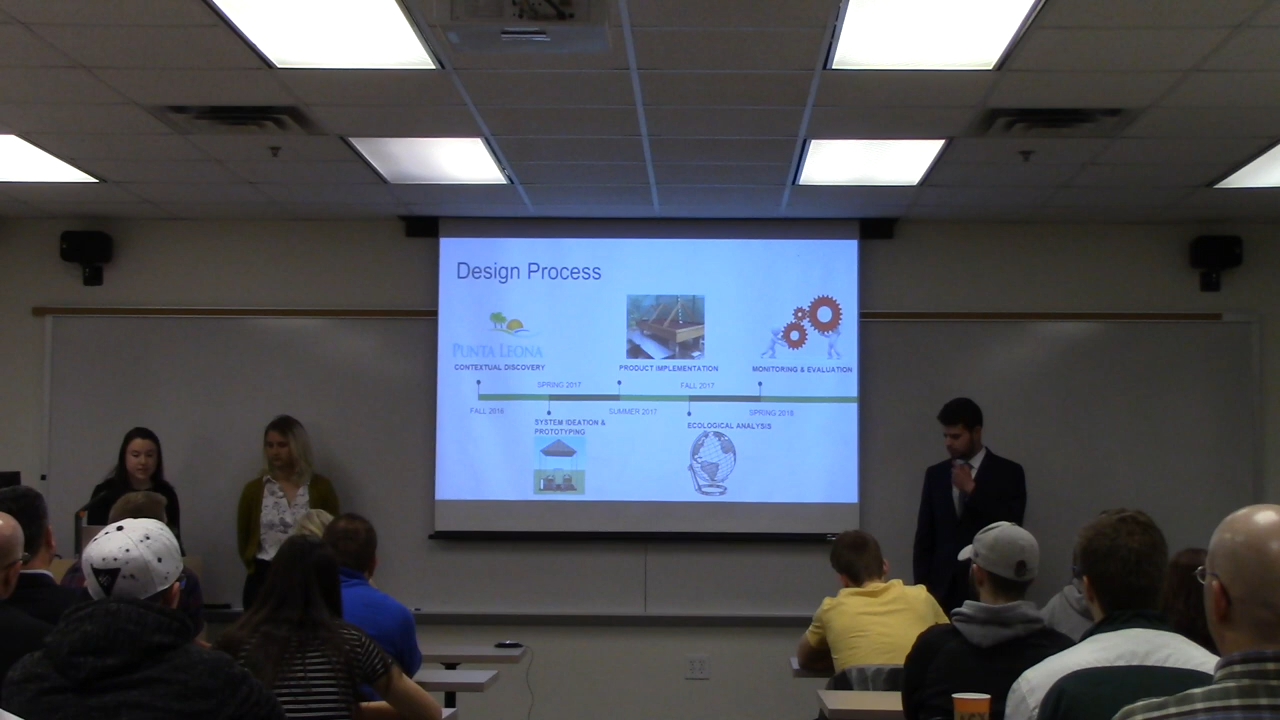 Design Process
PUNTA LEONA
CONTEXTUAL DISCOVERY
PRODUCT IMPLEMENTATION
MONITORING & EVALUATION
SPRING 2017
FALL 2017
FALL 2016
SUMMER 2017
SPRING 2018
SYSTEM IDEATION &
PROTOTYPING
ECOLOGICAL ANALYSIS